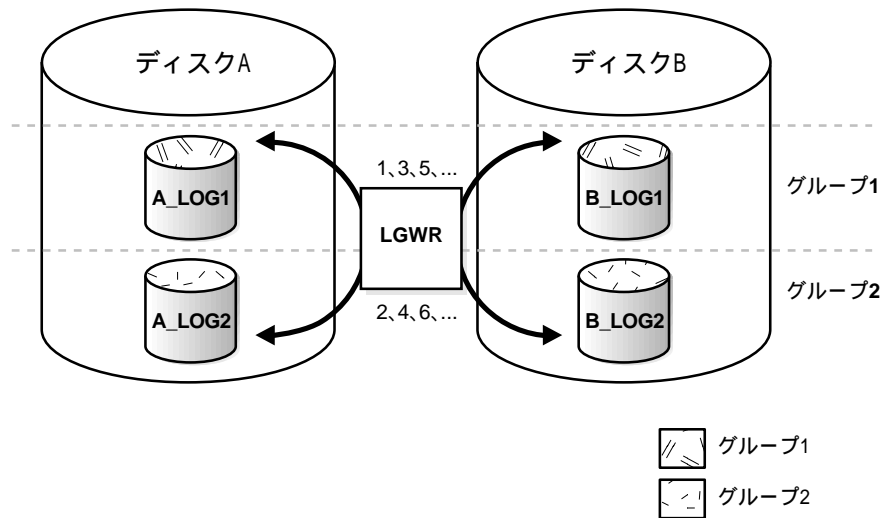 ディスクA
ディスクB
1、3、5、...
A_LOG1
B_LOG1
グループ1
LGWR
グループ2
A_LOG2
B_LOG2
2、4、6、...
グループ1
グループ2